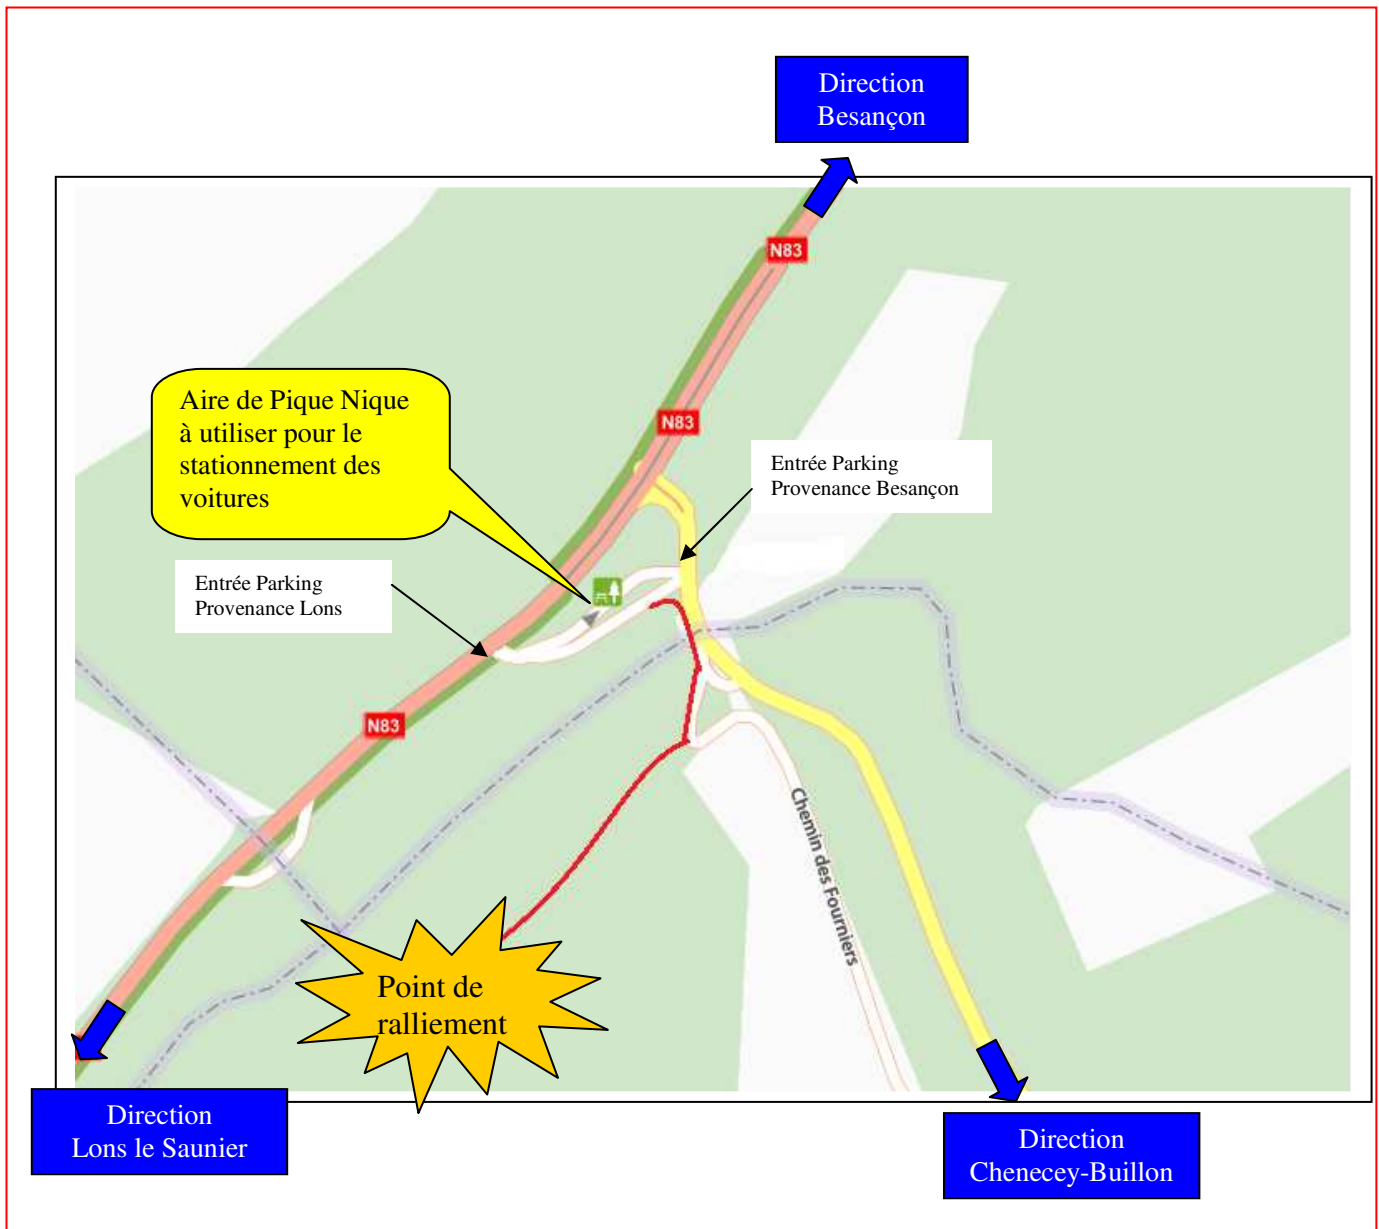 Direction
Besançon
N83
Aire de Pique Nique
à utiliser pour le
stationnement des
voitures
N83
Entrée Parking
Provenance Besançon
Entrée Parking
Provenance Lons
N83
Chemin des Fourniers
Point de
ralliement
Direction
Lons le Saunier
Direction
Chenecey-Buillon